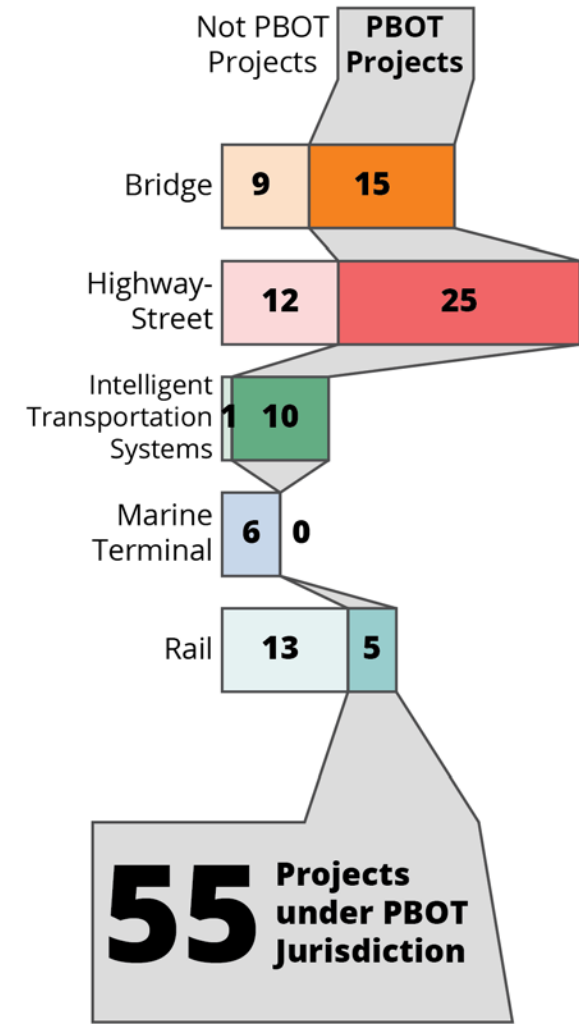 Not PBOT
Projects
PBOT
Projects
Bridge
9
15
Highway-
Street
12
25
Intelligent
Transportation
Systems
1
10
Marine
Terminal
6
0
Rail
13
5
55
Projects
under PBOT
Jurisdiction